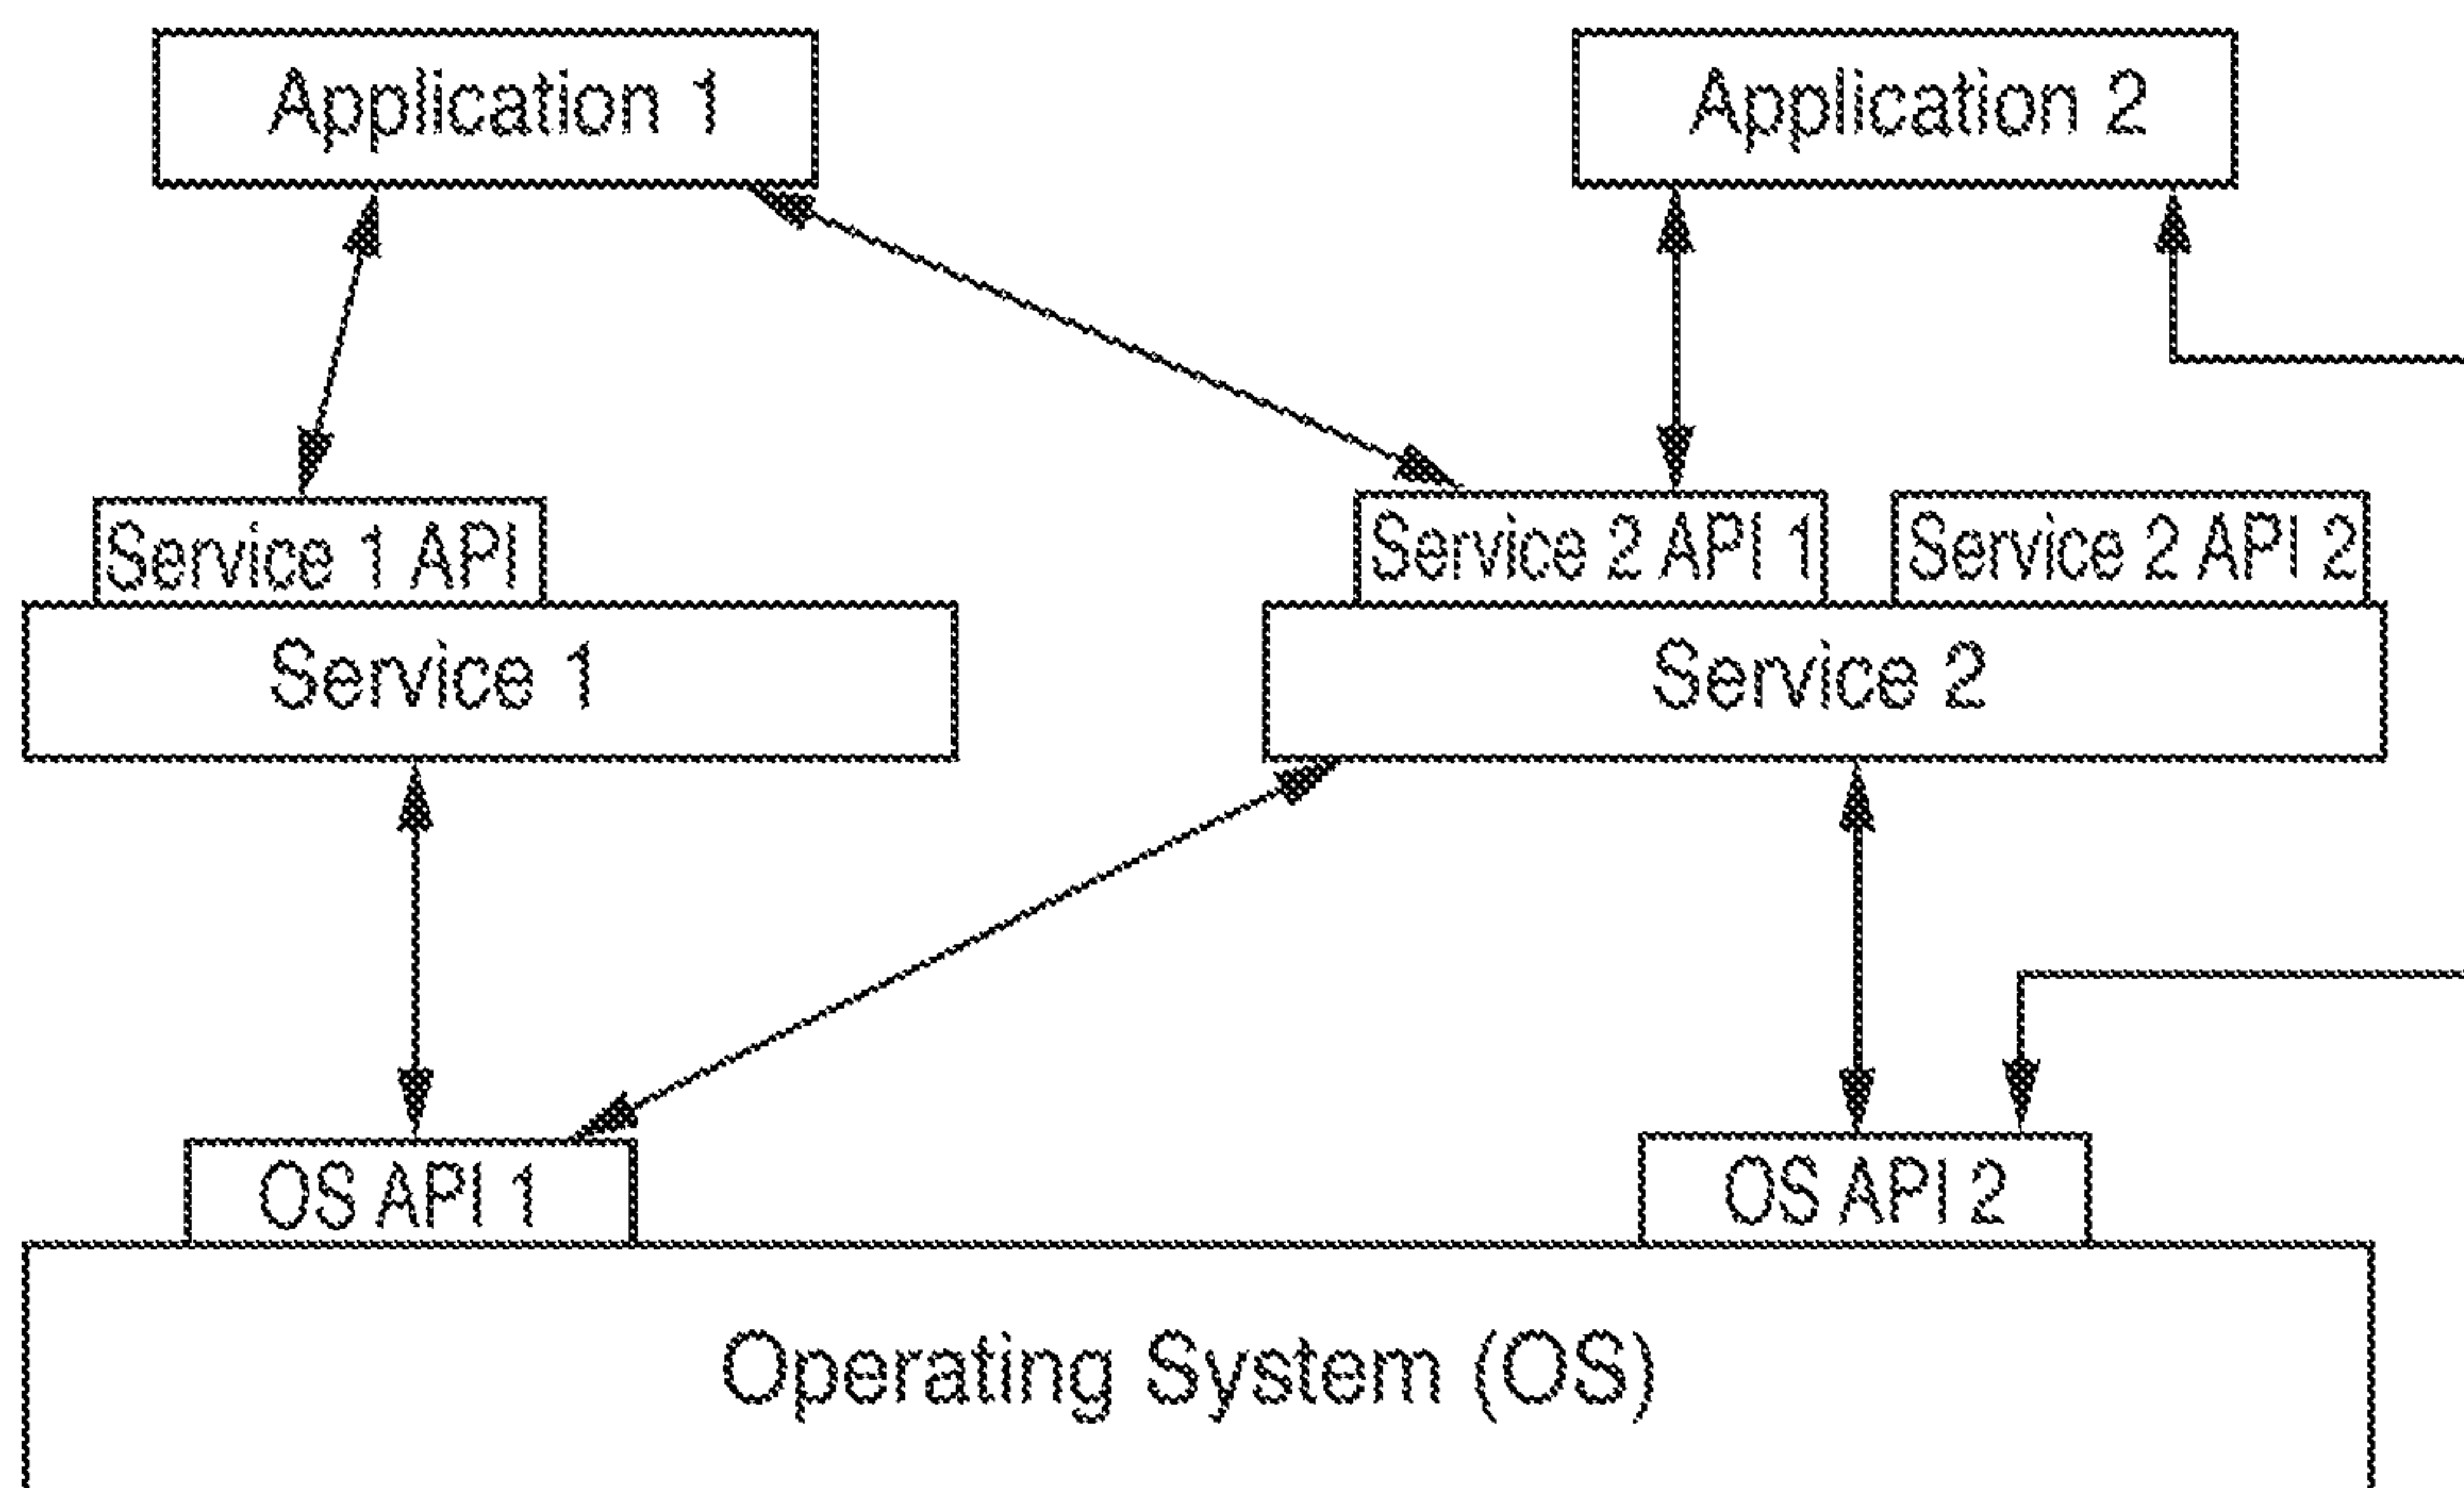 Application 1
Application 2
Service 1 API
Service 2 API 1
Service 2 API 2
Service 1
Service 2
OS API 1
OS API 2
Operating System (OS)